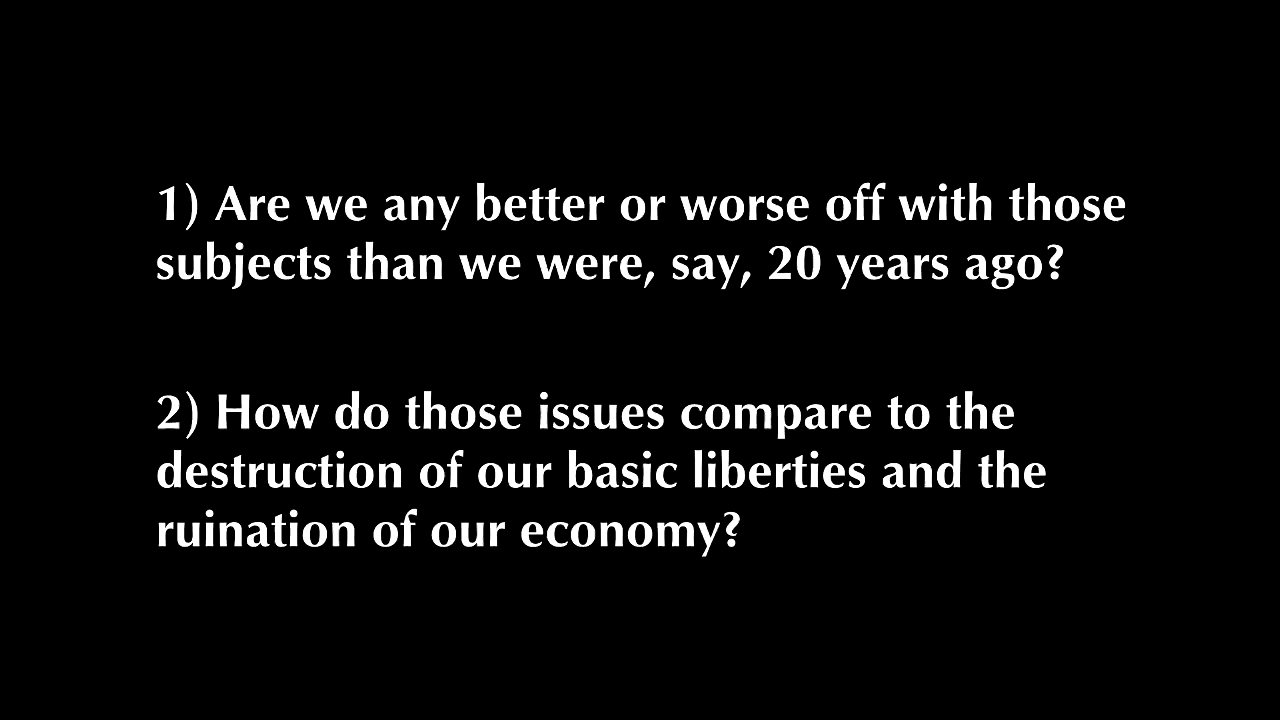 1) Are we any better or worse off with those
subjects than we were, say, 20 years ago?
2) How do those issues compare to the
destruction of our basic liberties and the
ruination of our economy?